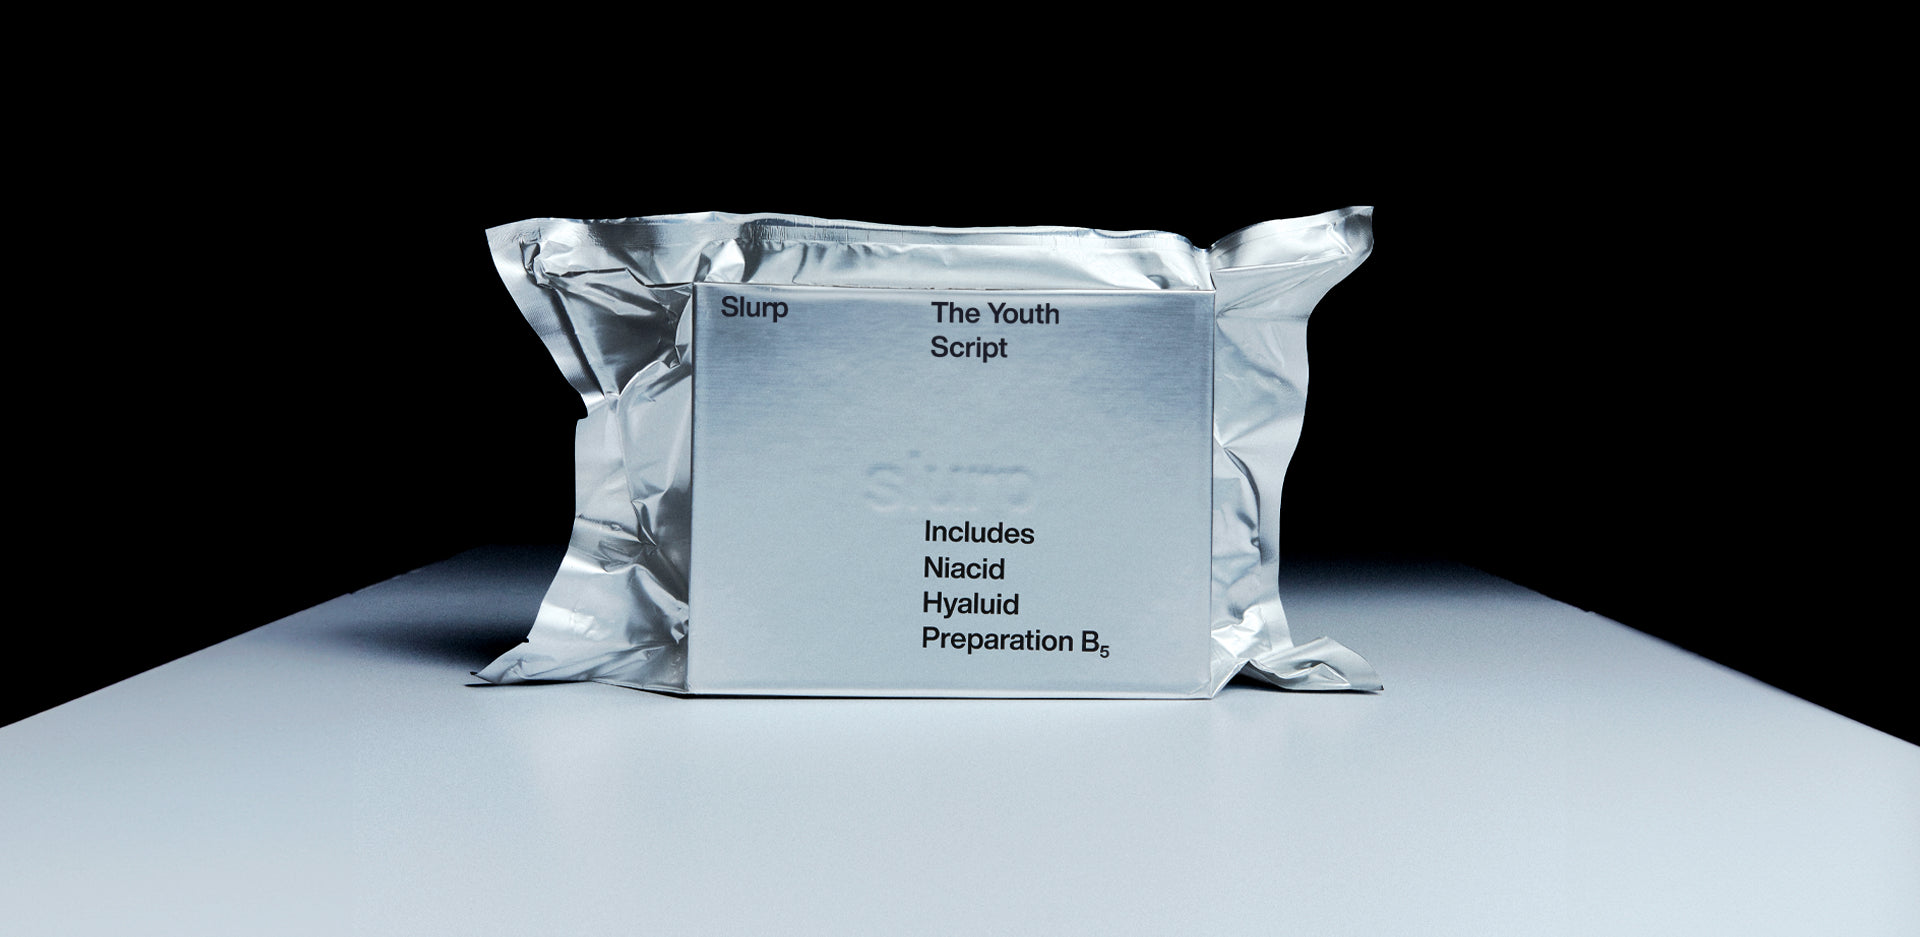 Slurp
The Youth
Script
slurp
Includes
Niacid
Hyaluid
Preparation B₅